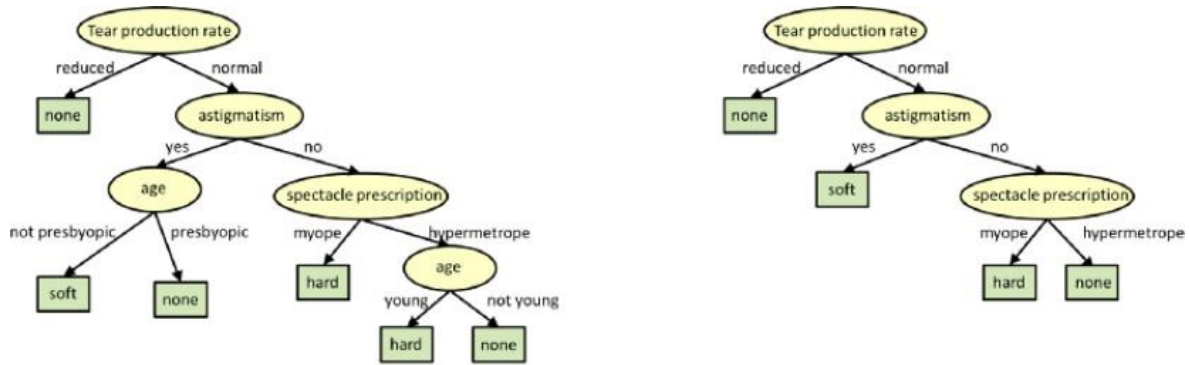 Tear production rate
reduced
normal
none
astigmatism
yes
no
age
spectacle prescription
not presbyopic
presbyopic
myope
hypermetrope
soft
none
hard
age
young
not young
hard
none
Tear production rate
reduced
normal
none
astigmatism
yes
no
soft
spectacle prescription
myope
hypermetrope
hard
none